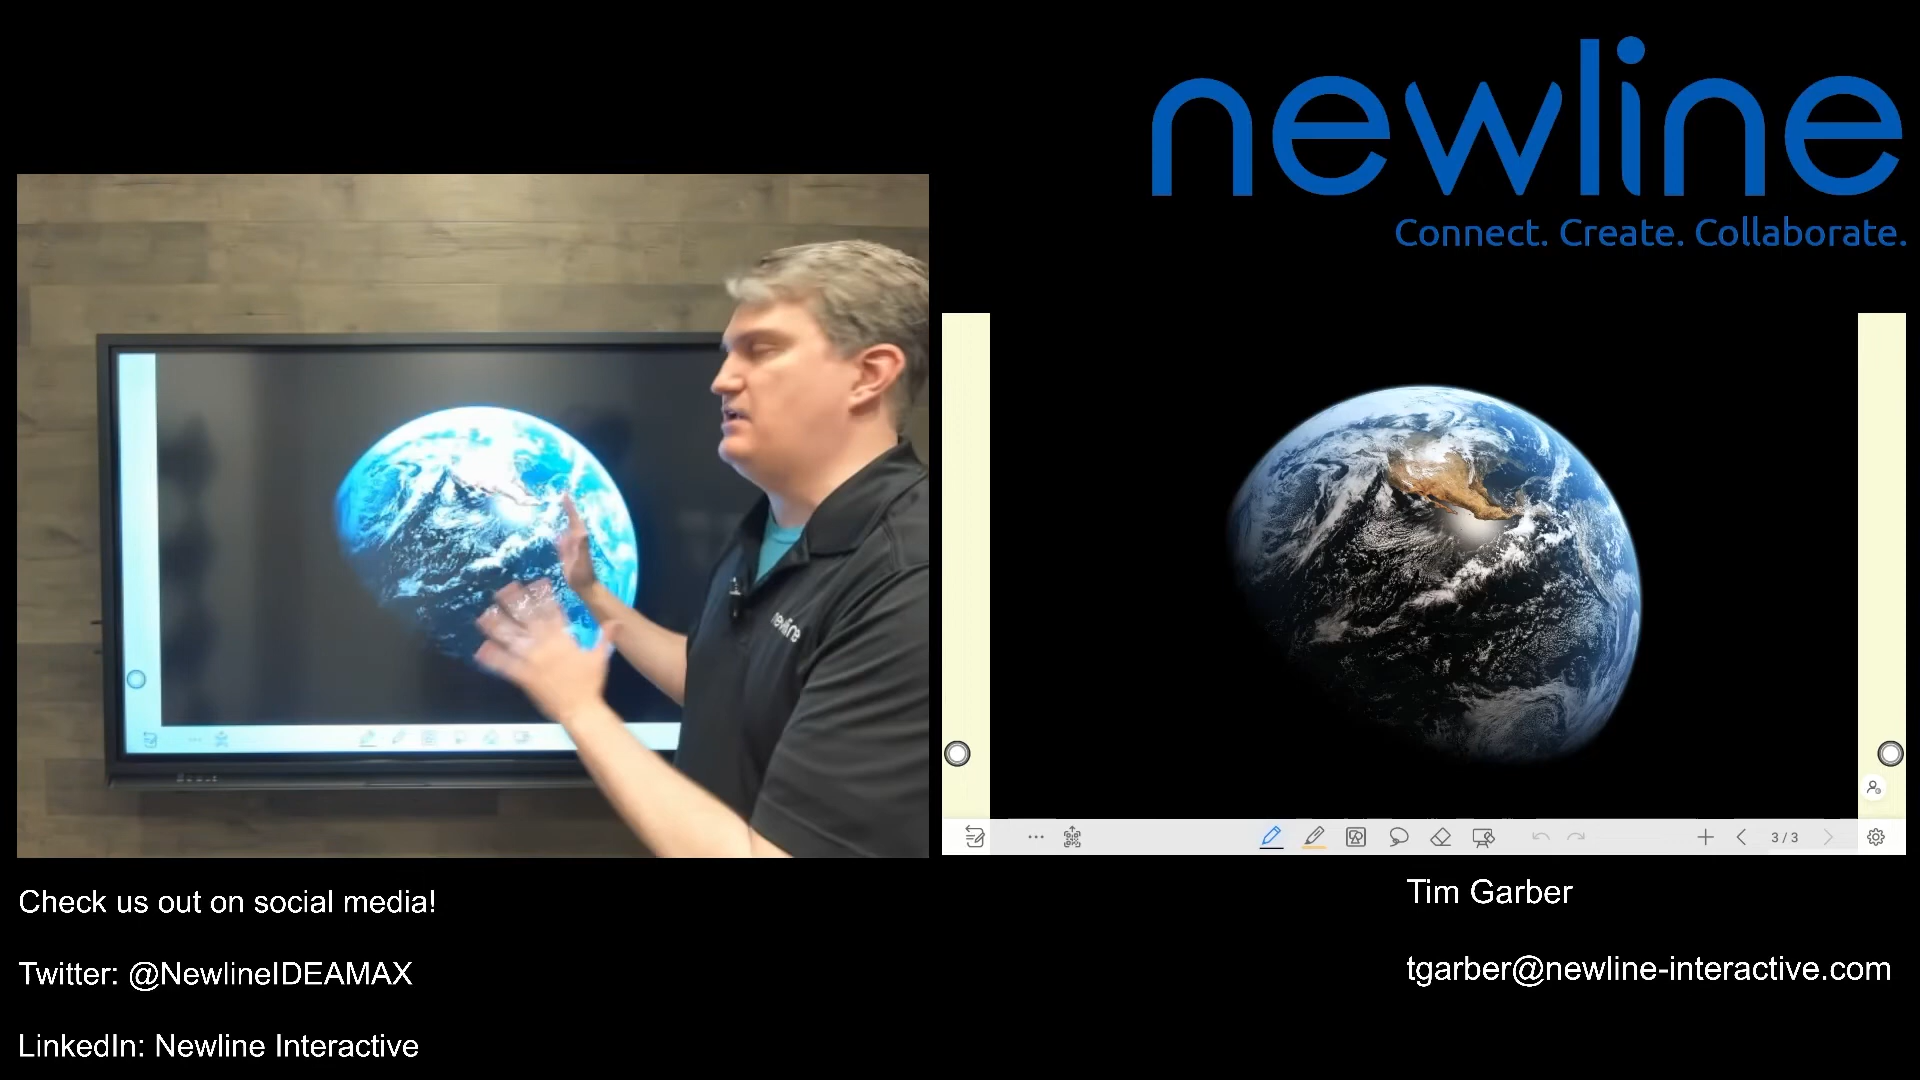 newline
Connect. Create. Collaborate.
newline
3/3
Check us out on social media!
Twitter: @NewlineIDEAMAX
LinkedIn: Newline Interactive
Tim Garber
tgarber@newline-interactive.com